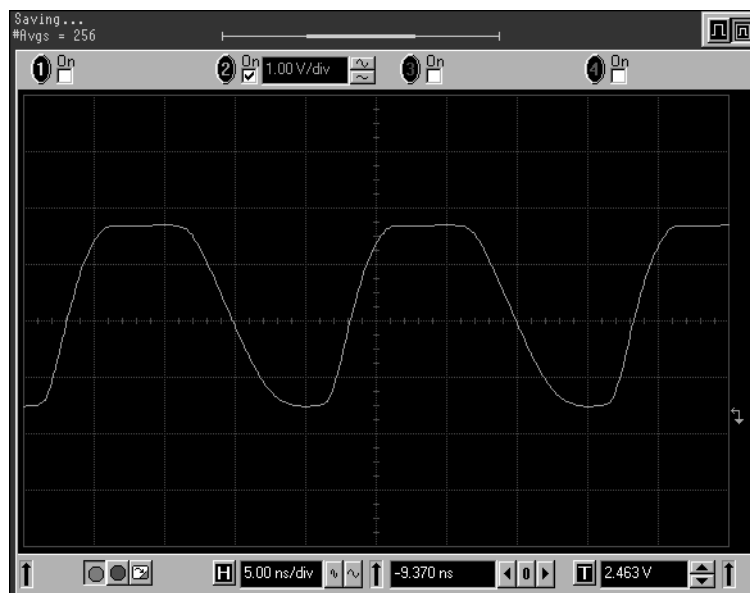 Saving...
#Avgs = 256
1 On 2 On 1.00 V/div 3 On 4 On
H 5.00 ns/div -9.370 ns 0 T 2.463 V